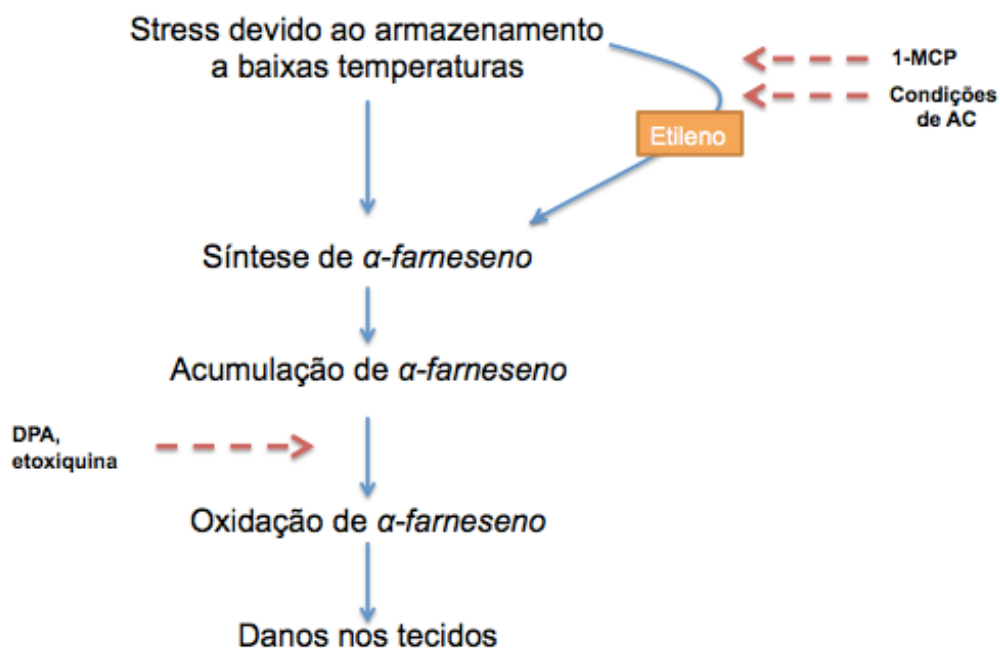 Stress devido ao armazenamento
a baixas temperaturas
1-MCP
Condições
de AC
Etileno
Síntese de α-farneseno
Acumulação de α-farneseno
DPA,
etoxiquina
Oxidação de α-farneseno
Danos nos tecidos